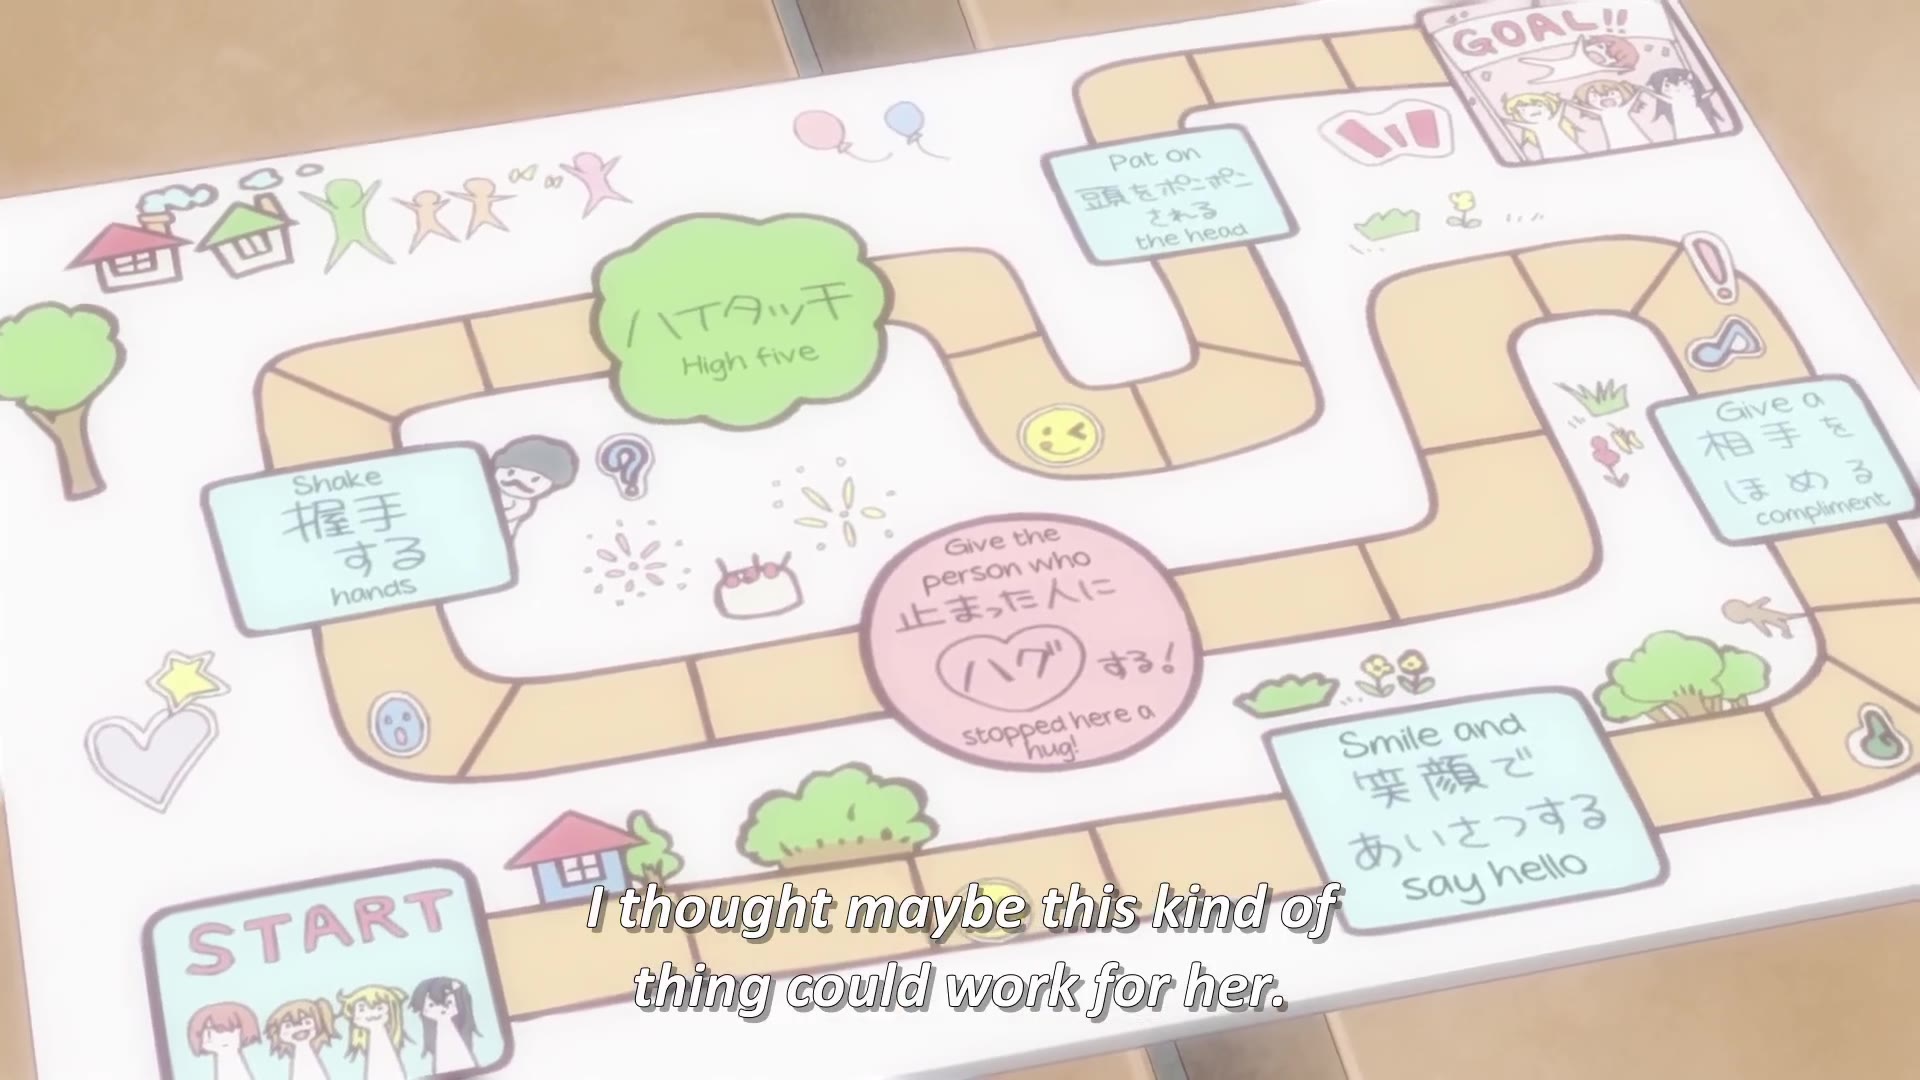 GOAL!!
Pat on
頭をポンポン
される
the head
ハイタッチ
High five
Give a
相手を
ほめる
compliment
Shake
握手
する
hands
Give the
person who
止まった人に
ハグする!
stopped here a
hug!
Smile and
笑顔で
あいさつする
say hello
START
I thought maybe this kind of
thing could work for her.